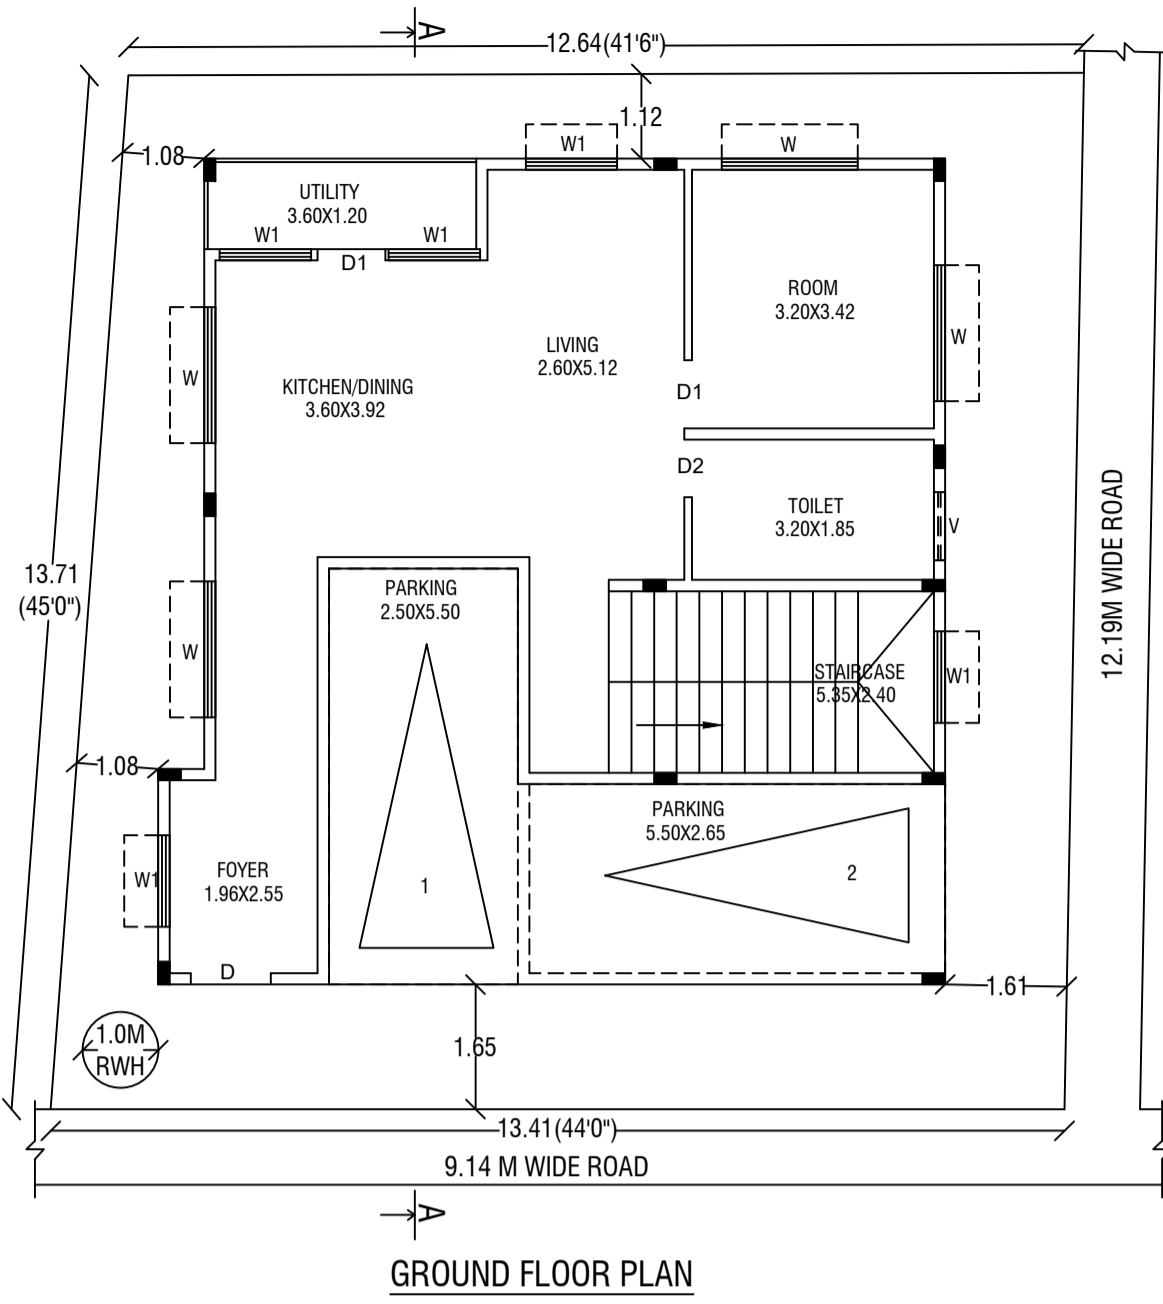 A
12.64(41'6")
1.12
1.08
W1
W
UTILITY
3.60X1.20
W1
W1
D1
ROOM
3.20X3.42
W
LIVING
2.60X5.12
W
KITCHEN/DINING
3.60X3.92
D1
D2
TOILET
3.20X1.85
V
12.19M WIDE ROAD
13.71
(45'0")
PARKING
2.50X5.50
W
STAIRCASE
5.35X2.40
W1
1.08
PARKING
5.50X2.65
FOYER
1.96X2.55
W1
1
2
D
1.61
1.0M
RWH
1.65
13.41(44'0")
9.14 M WIDE ROAD
A
GROUND FLOOR PLAN